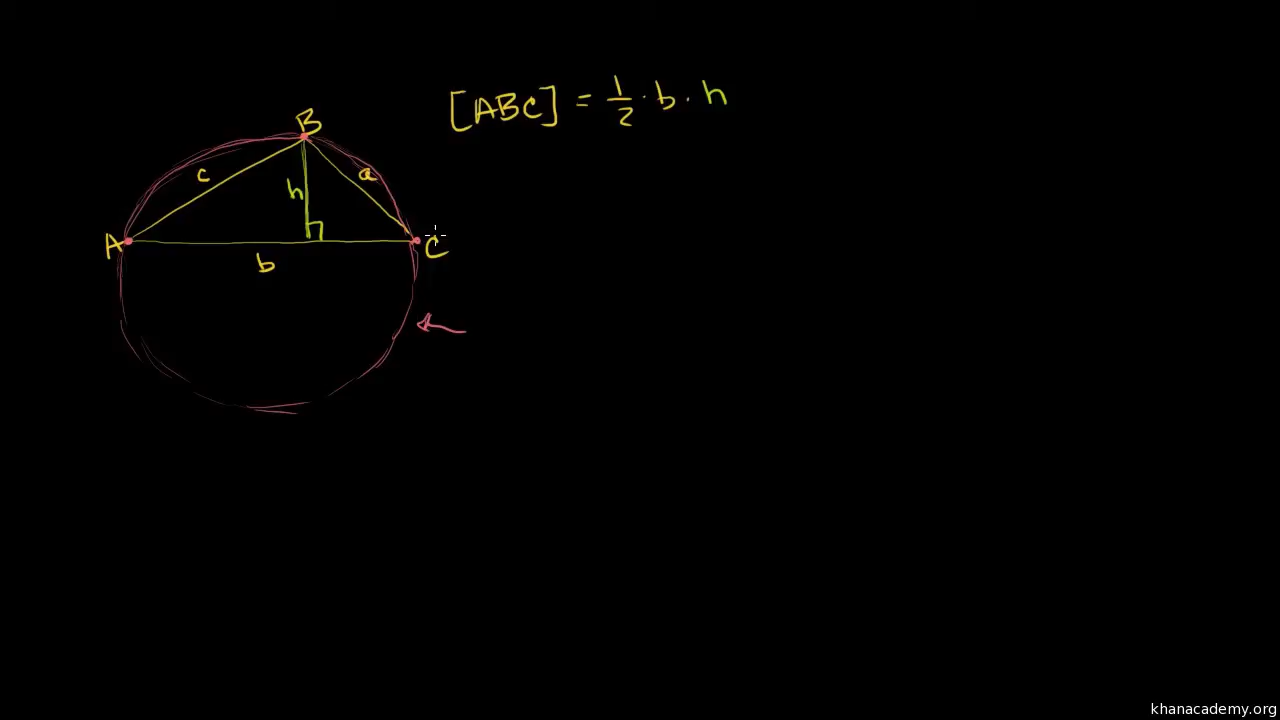 [ABC] = 1/2 · b · h
B
c
a
h
A
C
b
khanacademy.org